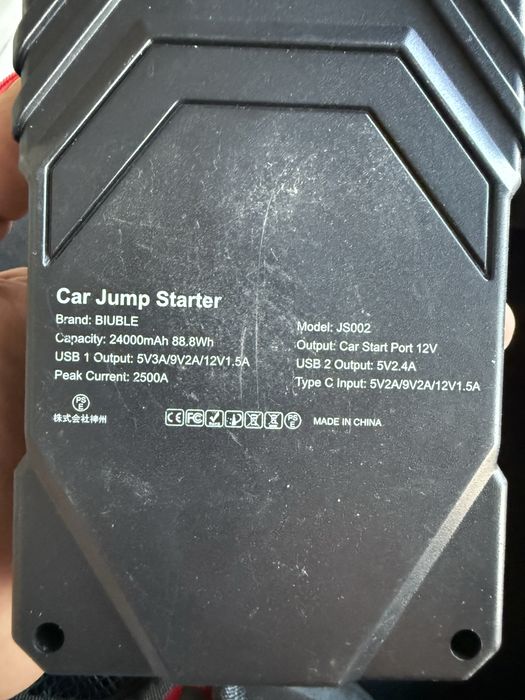 Car Jump Starter
Brand: BIUBLE
Capacity: 24000mAh 88.8Wh
USB 1 Output: 5V3A/9V2A/12V1.5A
Peak Current: 2500A
Model: JS002
Output: Car Start Port 12V
USB 2 Output: 5V2.4A
Type C Input: 5V2A/9V2A/12V1.5A
PSE
株式会社神州
CE FC PSE MADE IN CHINA